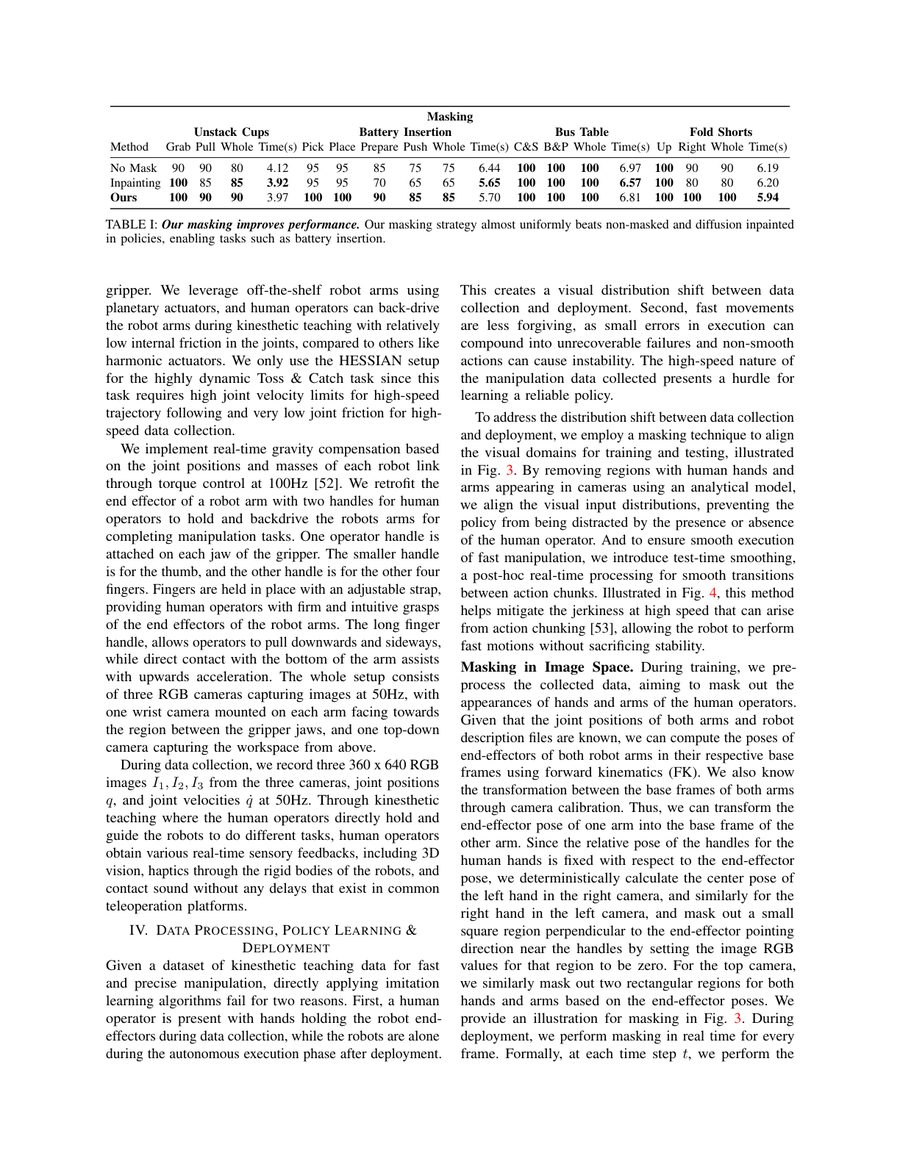 Masking
Unstack Cups Battery Insertion Bus Table Fold Shorts
Method Grab Pull Whole Time(s) Pick Place Prepare Push Whole Time(s) C&S B&P Whole Time(s) Up Right Whole Time(s)
No Mask 90 90 80 4.12 95 95 85 75 75 6.44 100 100 100 6.97 100 90 90 6.19
Inpainting 100 85 85 3.92 95 95 70 65 65 5.65 100 100 100 6.57 100 80 80 6.20
Ours 100 90 90 3.97 100 100 90 85 85 5.70 100 100 100 6.81 100 100 100 5.94
TABLE I: Our masking improves performance. Our masking strategy almost uniformly beats non-masked and diffusion inpainted
in policies, enabling tasks such as battery insertion.
gripper. We leverage off-the-shelf robot arms using
planetary actuators, and human operators can back-drive
the robot arms during kinesthetic teaching with relatively
low internal friction in the joints, compared to others like
harmonic actuators. We only use the HESSIAN setup
for the highly dynamic Toss & Catch task since this
task requires high joint velocity limits for high-speed
trajectory following and very low joint friction for high-
speed data collection.
We implement real-time gravity compensation based
on the joint positions and masses of each robot link
through torque control at 100Hz [52]. We retrofit the
end effector of a robot arm with two handles for human
operators to hold and backdrive the robots arms for
completing manipulation tasks. One operator handle is
attached on each jaw of the gripper. The smaller handle
is for the thumb, and the other handle is for the other four
fingers. Fingers are held in place with an adjustable strap,
providing human operators with firm and intuitive grasps
of the end effectors of the robot arms. The long finger
handle, allows operators to pull downwards and sideways,
while direct contact with the bottom of the arm assists
with upwards acceleration. The whole setup consists
of three RGB cameras capturing images at 50Hz, with
one wrist camera mounted on each arm facing towards
the region between the gripper jaws, and one top-down
camera capturing the workspace from above.
During data collection, we record three 360 x 640 RGB
images I₁, I₂, I₃ from the three cameras, joint positions
q, and joint velocities q̇ at 50Hz. Through kinesthetic
teaching where the human operators directly hold and
guide the robots to do different tasks, human operators
obtain various real-time sensory feedbacks, including 3D
vision, haptics through the rigid bodies of the robots, and
contact sound without any delays that exist in common
teleoperation platforms.
IV. DATA PROCESSING, POLICY LEARNING &
DEPLOYMENT
Given a dataset of kinesthetic teaching data for fast
and precise manipulation, directly applying imitation
learning algorithms fail for two reasons. First, a human
operator is present with hands holding the robot end-
effectors during data collection, while the robots are alone
during the autonomous execution phase after deployment.
This creates a visual distribution shift between data
collection and deployment. Second, fast movements
are less forgiving, as small errors in execution can
compound into unrecoverable failures and non-smooth
actions can cause instability. The high-speed nature of
the manipulation data collected presents a hurdle for
learning a reliable policy.
To address the distribution shift between data collection
and deployment, we employ a masking technique to align
the visual domains for training and testing, illustrated
in Fig. 3. By removing regions with human hands and
arms appearing in cameras using an analytical model,
we align the visual input distributions, preventing the
policy from being distracted by the presence or absence
of the human operator. And to ensure smooth execution
of fast manipulation, we introduce test-time smoothing,
a post-hoc real-time processing for smooth transitions
between action chunks. Illustrated in Fig. 4, this method
helps mitigate the jerkiness at high speed that can arise
from action chunking [53], allowing the robot to perform
fast motions without sacrificing stability.
Masking in Image Space. During training, we pre-
process the collected data, aiming to mask out the
appearances of hands and arms of the human operators.
Given that the joint positions of both arms and robot
description files are known, we can compute the poses of
end-effectors of both robot arms in their respective base
frames using forward kinematics (FK). We also know
the transformation between the base frames of both arms
through camera calibration. Thus, we can transform the
end-effector pose of one arm into the base frame of the
other arm. Since the relative pose of the handles for the
human hands is fixed with respect to the end-effector
pose, we deterministically calculate the center pose of
the left hand in the right camera, and similarly for the
right hand in the left camera, and mask out a small
square region perpendicular to the end-effector pointing
direction near the handles by setting the image RGB
values for that region to be zero. For the top camera,
we similarly mask out two rectangular regions for both
hands and arms based on the end-effector poses. We
provide an illustration for masking in Fig. 3. During
deployment, we perform masking in real time for every
frame. Formally, at each time step t, we perform the